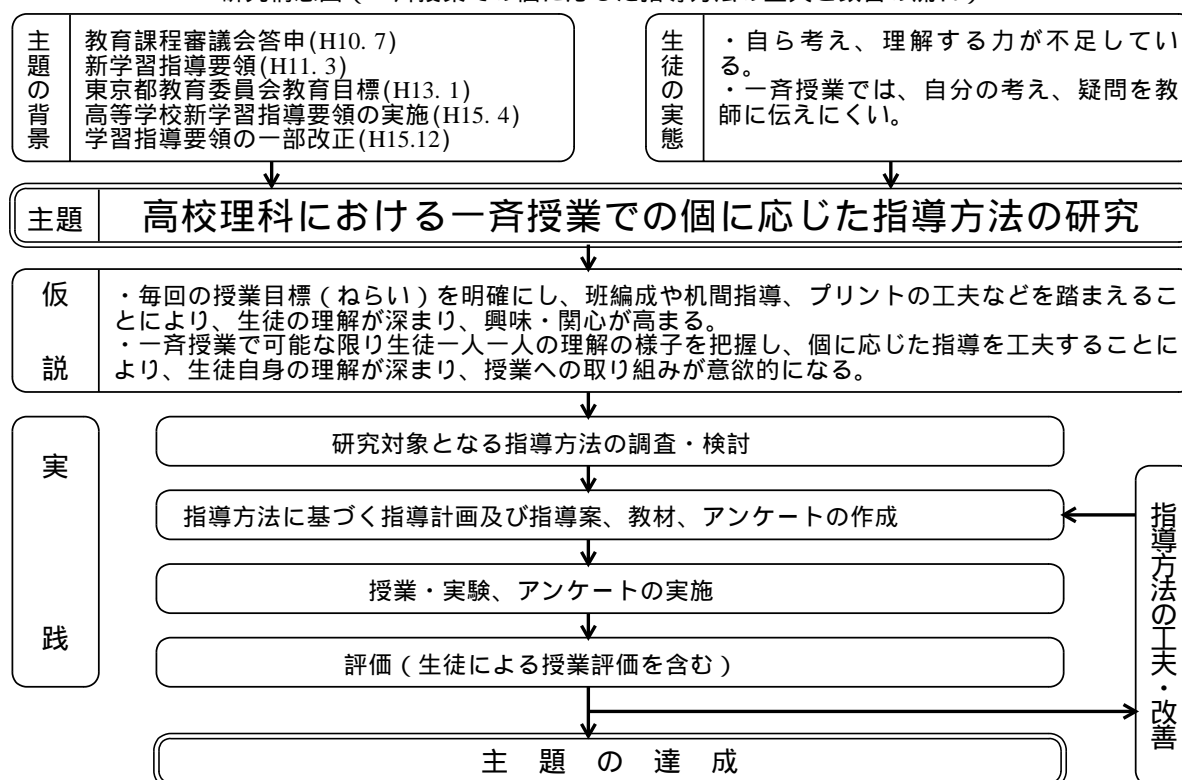 主題の背景
教育課程審議会答申(H10. 7)
新学習指導要領(H11. 3)
東京都教育委員会教育目標(H13. 1)
高等学校新学習指導要領の実施(H15. 4)
学習指導要領の一部改正(H15.12)
生徒の実態
・自ら考え、理解する力が不足してい
る。
・一斉授業では、自分の考え、疑問を教
師に伝えにくい。
主題
高校理科における一斉授業での個に応じた指導方法の研究
仮説
・毎回の授業目標(ねらい)を明確にし、班編成や机間指導、プリントの工夫などを踏まえるこ
とにより、生徒の理解が深まり、興味・関心が高まる。
・一斉授業で可能な限り生徒一人一人の理解の様子を把握し、個に応じた指導を工夫することに
より、生徒自身の理解が深まり、授業への取り組みが意欲的になる。
実践
研究対象となる指導方法の調査・検討
指導方法に基づく指導計画及び指導案、教材、アンケートの作成
授業・実験、アンケートの実施
評価(生徒による授業評価を含む)
指導方法の工夫・改善
主題の達成